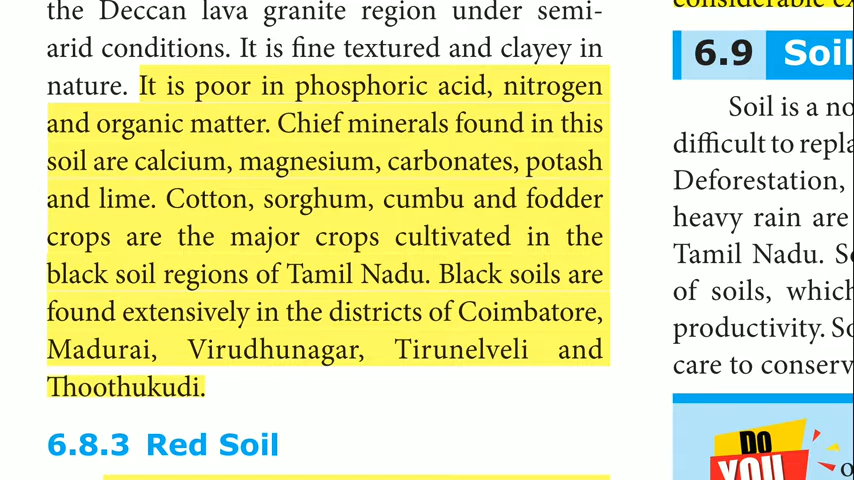 the Deccan lava granite region under semi-
arid conditions. It is fine textured and clayey in
nature. It is poor in phosphoric acid, nitrogen
and organic matter. Chief minerals found in this
soil are calcium, magnesium, carbonates, potash
and lime. Cotton, sorghum, cumbu and fodder
crops are the major crops cultivated in the
black soil regions of Tamil Nadu. Black soils are
found extensively in the districts of Coimbatore,
Madurai, Virudhunagar, Tirunelveli and
Thoothukudi.
6.8.3 Red Soil
considerable
6.9 Soil
Soil is a
difficult to
Deforestation,
heavy rain are
Tamil Nadu.
of soils, which
productivity.
care to
DO
YOU